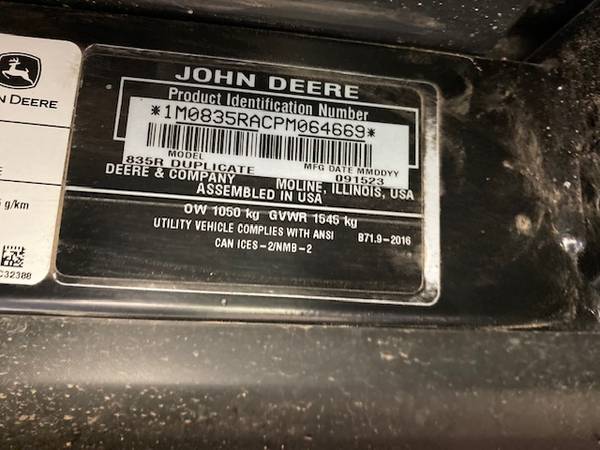 N DEERE
g/km
C32388
JOHN DEERE
Product Identification Number
*1M0835RACPM064669*
MODEL MFG DATE MMDDYY
835R DUPLICATE 091523
DEERE & COMPANY MOLINE, ILLINOIS, USA
ASSEMBLED IN USA
OW 1050 kg GVWR 1545 kg
UTILITY VEHICLE COMPLIES WITH ANSI B71.9-2016
CAN ICES-2/NMB-2